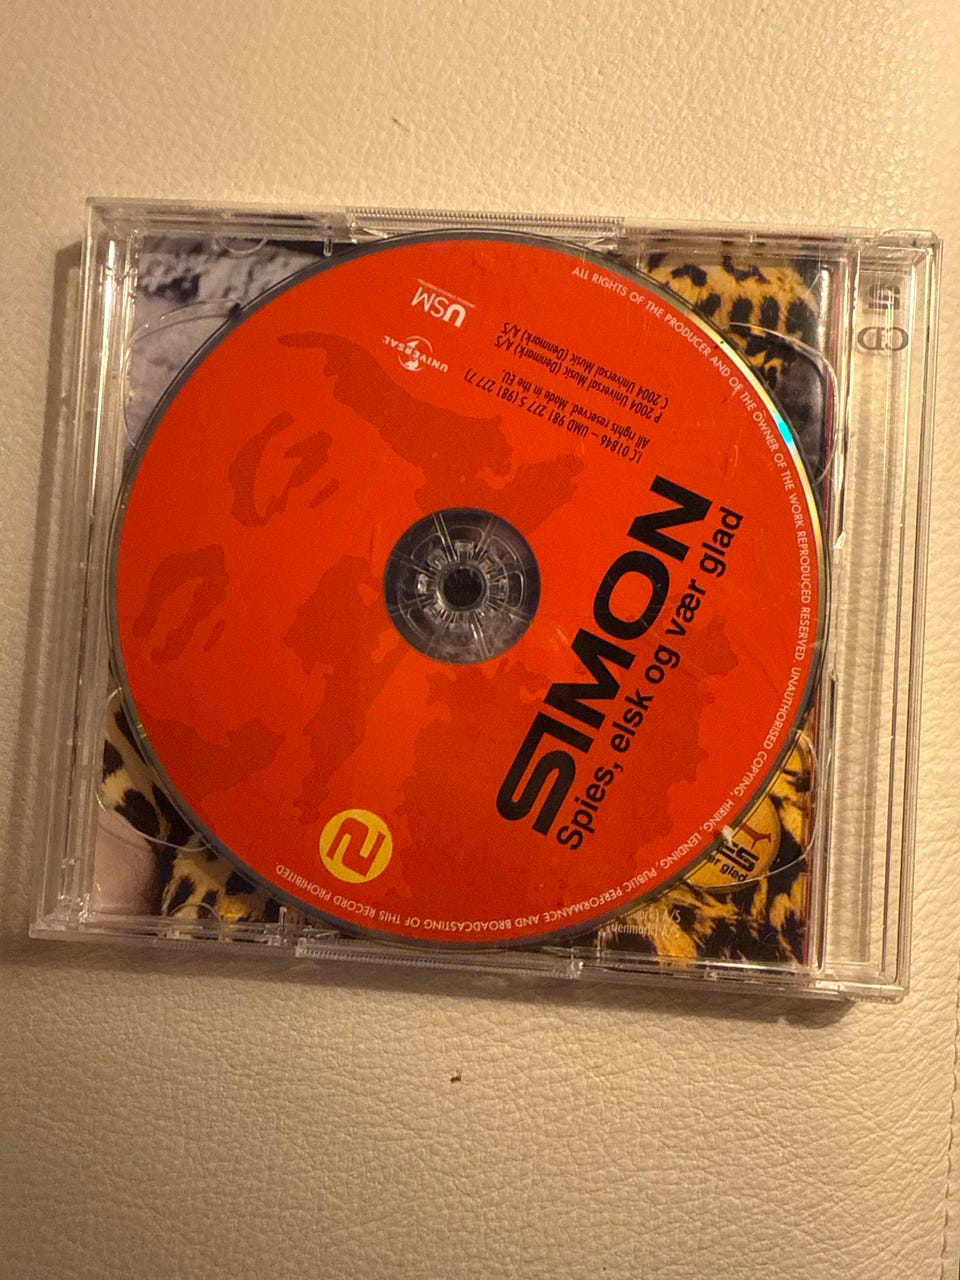 SIMON
Spies, elsk og vær glad
2
LC 01846 – UMD 981 277 5 (981 277 7)
All rights reserved. Made in the EU.
P 2004 Universal Music (Denmark) A/S
C 2004 Universal Music (Denmark) A/S
UNIVERSAL
USM
ALL RIGHTS OF THE PRODUCER AND OF THE OWNER OF THE WORK REPRODUCED RESERVED. UNAUTHORISED COPYING, HIRING, LENDING, PUBLIC PERFORMANCE AND BROADCASTING OF THIS RECORD PROHIBITED.
2
CD
glad
A/S
A/S